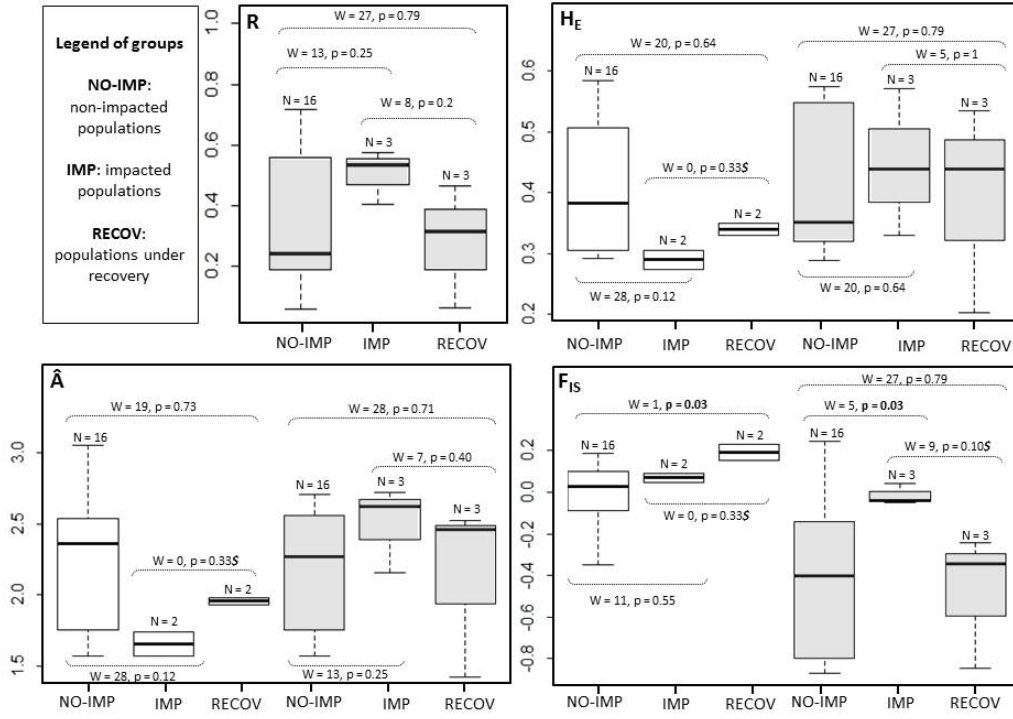 Legend of groups
NO-IMP:
non-impacted
populations
IMP: impacted
populations
RECOV:
populations under
recovery
R
W = 27, p = 0.79
W = 13, p = 0.25
W = 8, p = 0.2
N = 16
N = 3
N = 3
1.0
0.8
0.6
0.4
0.2
NO-IMP IMP RECOV
HE
W = 20, p = 0.64
W = 27, p = 0.79
W = 5, p = 1
N = 16
N = 16
N = 3
N = 3
W = 0, p = 0.33$
N = 2
N = 2
W = 28, p = 0.12
W = 20, p = 0.64
0.6
0.5
0.4
0.3
0.2
NO-IMP IMP RECOV NO-IMP IMP RECOV
Â
W = 19, p = 0.73
W = 28, p = 0.71
N = 16
W = 7, p = 0.40
N = 16
N = 3
N = 3
W = 0, p = 0.33$
N = 2
N = 2
W = 28, p = 0.12
W = 13, p = 0.25
3.0
2.5
2.0
1.5
NO-IMP IMP RECOV NO-IMP IMP RECOV
FIS
W = 27, p = 0.79
W = 1, p = 0.03
W = 5, p = 0.03
N = 16
N = 2
N = 2
N = 16
W = 9, p = 0.10$
N = 3
N = 3
W = 0, p = 0.33$
W = 11, p = 0.55
0.2
0.0
-0.2
-0.4
-0.6
-0.8
NO-IMP IMP RECOV NO-IMP IMP RECOV